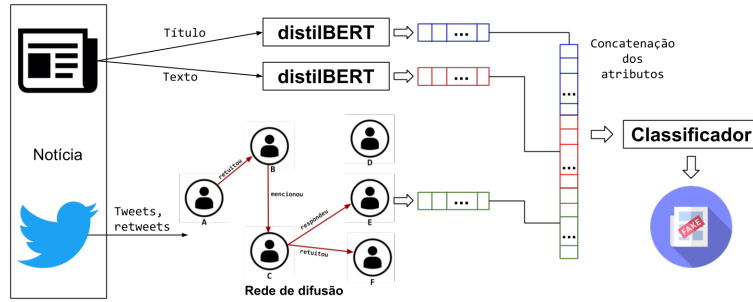 Título
distilBERT
...
Texto
distilBERT
...
Concatenação
dos
atributos
...
...
...
Classificador
FAKE
Notícia
Tweets,
retweets
retuitou
mencionou
respondeu
retuitou
A
B
C
D
E
F
...
Rede de difusão